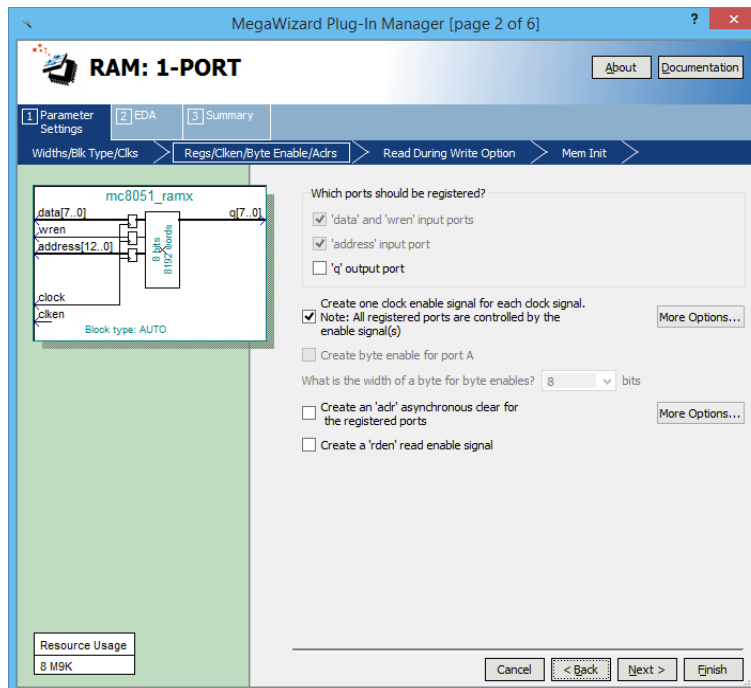 MegaWizard Plug-In Manager [page 2 of 6]
RAM: 1-PORT
About
Documentation
1 Parameter Settings
2 EDA
3 Summary
Widths/Blk Type/Clks
Regs/Clken/Byte Enable/Aclrs
Read During Write Option
Mem Init
mc8051_ramx
data[7..0]
q[7..0]
wren
address[12..0]
8 bits
8192 words
clock
clken
Block type: AUTO
Which ports should be registered?
'data' and 'wren' input ports
'address' input port
'q' output port
Create one clock enable signal for each clock signal.
Note: All registered ports are controlled by the
enable signal(s)
More Options...
Create byte enable for port A
What is the width of a byte for byte enables? 8 bits
Create an 'aclr' asynchronous clear for
the registered ports
More Options...
Create a 'rden' read enable signal
Resource Usage
8 M9K
Cancel
< Back
Next >
Finish